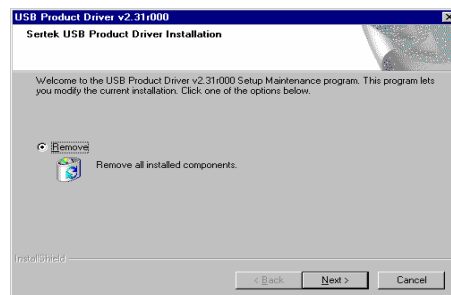 USB Product Driver v2.31r000
Sertek USB Product Driver Installation
Welcome to the USB Product Driver v2.31r000 Setup Maintenance program. This program lets
you modify the current installation. Click one of the options below.
Remove
Remove all installed components.
InstallShield
< Back Next > Cancel